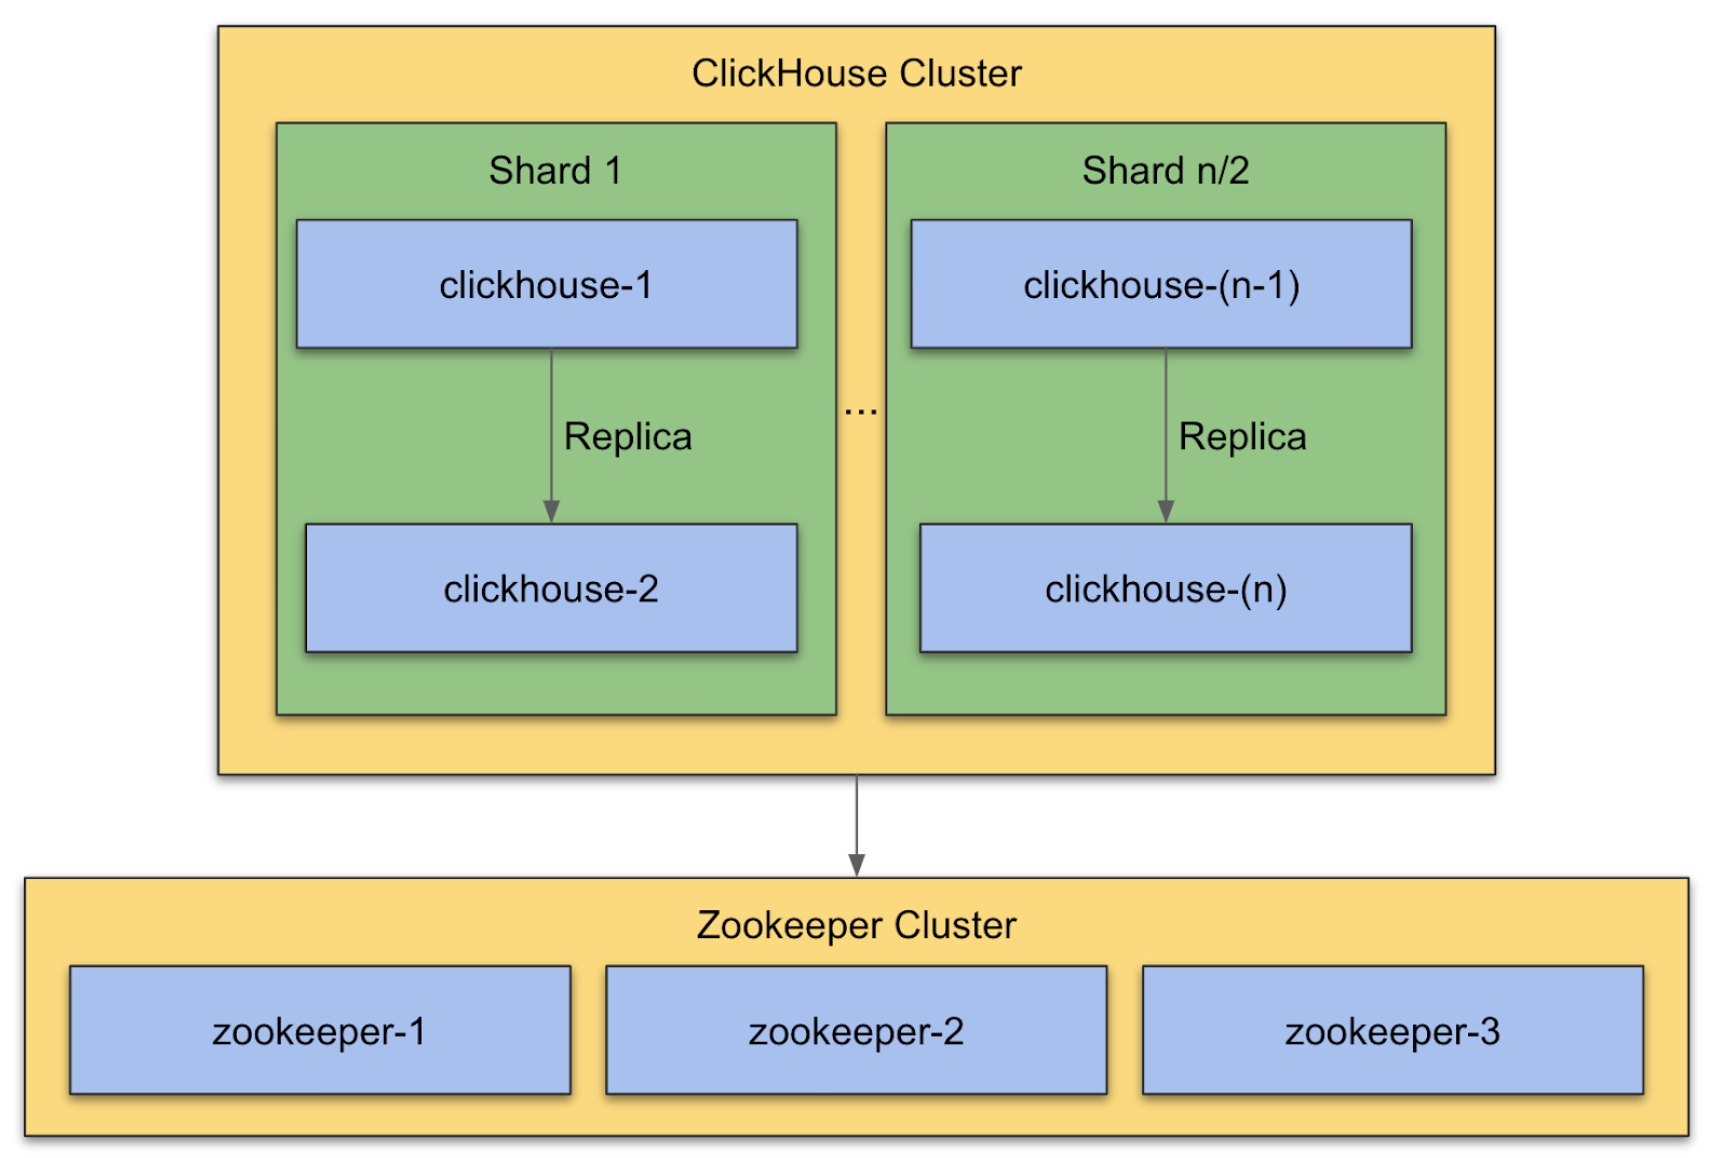 ClickHouse Cluster
Shard 1
Shard n/2
clickhouse-1
clickhouse-(n-1)
...
Replica
Replica
clickhouse-2
clickhouse-(n)
Zookeeper Cluster
zookeeper-1
zookeeper-2
zookeeper-3